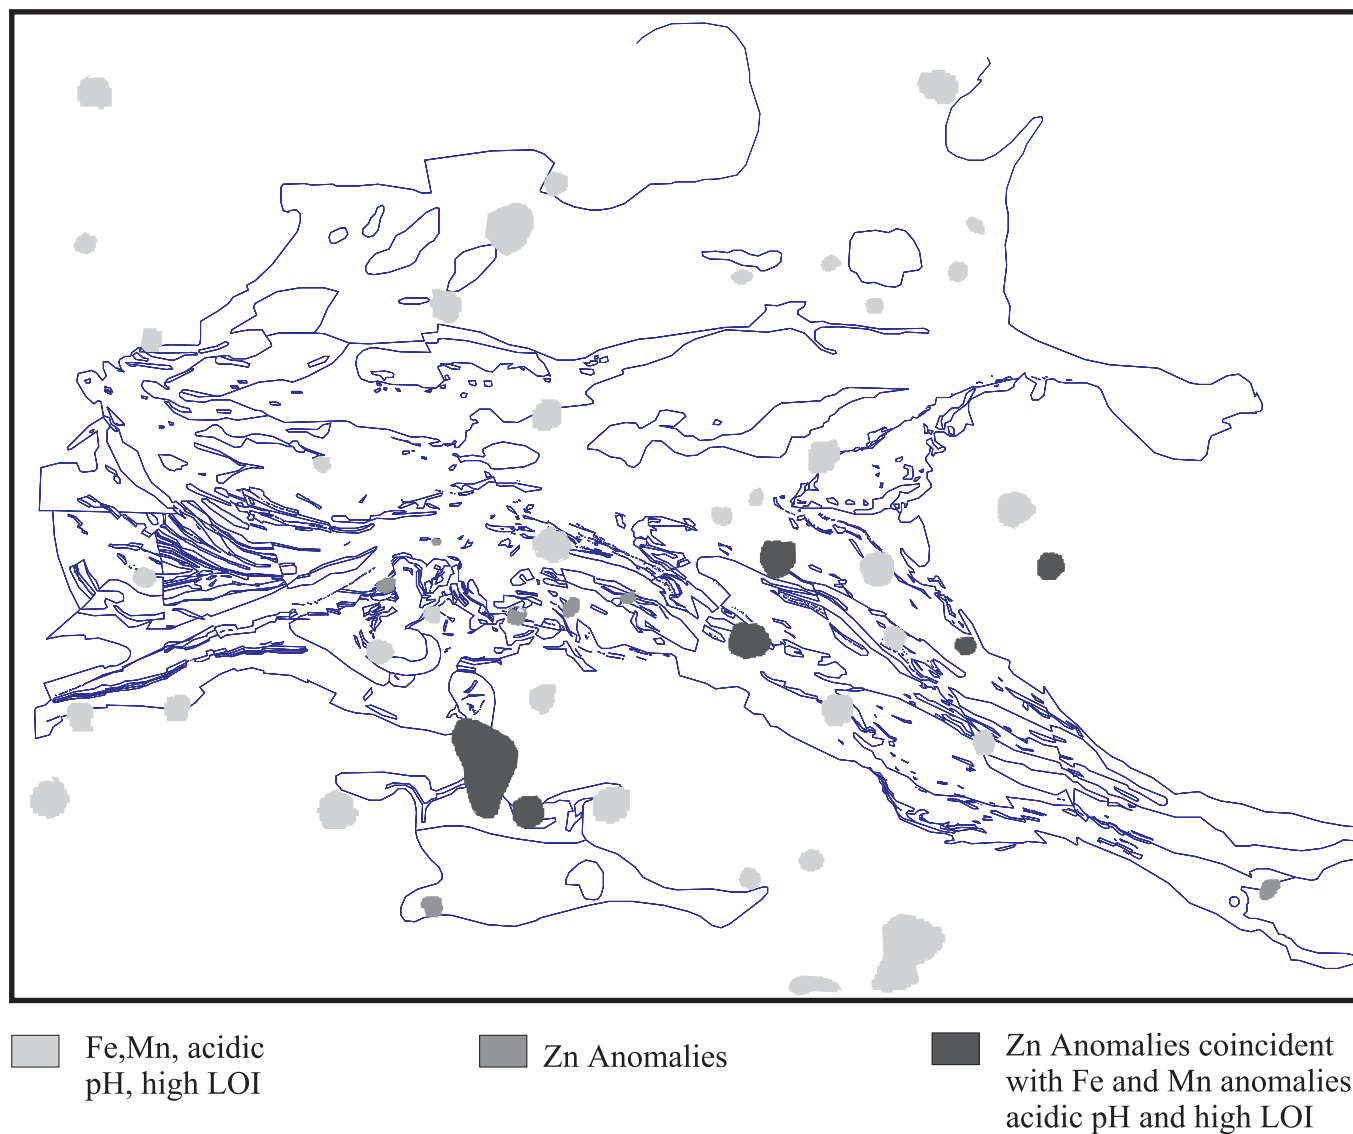 Fe,Mn, acidic
pH, high LOI
Zn Anomalies
Zn Anomalies coincident
with Fe and Mn anomalies
acidic pH and high LOI